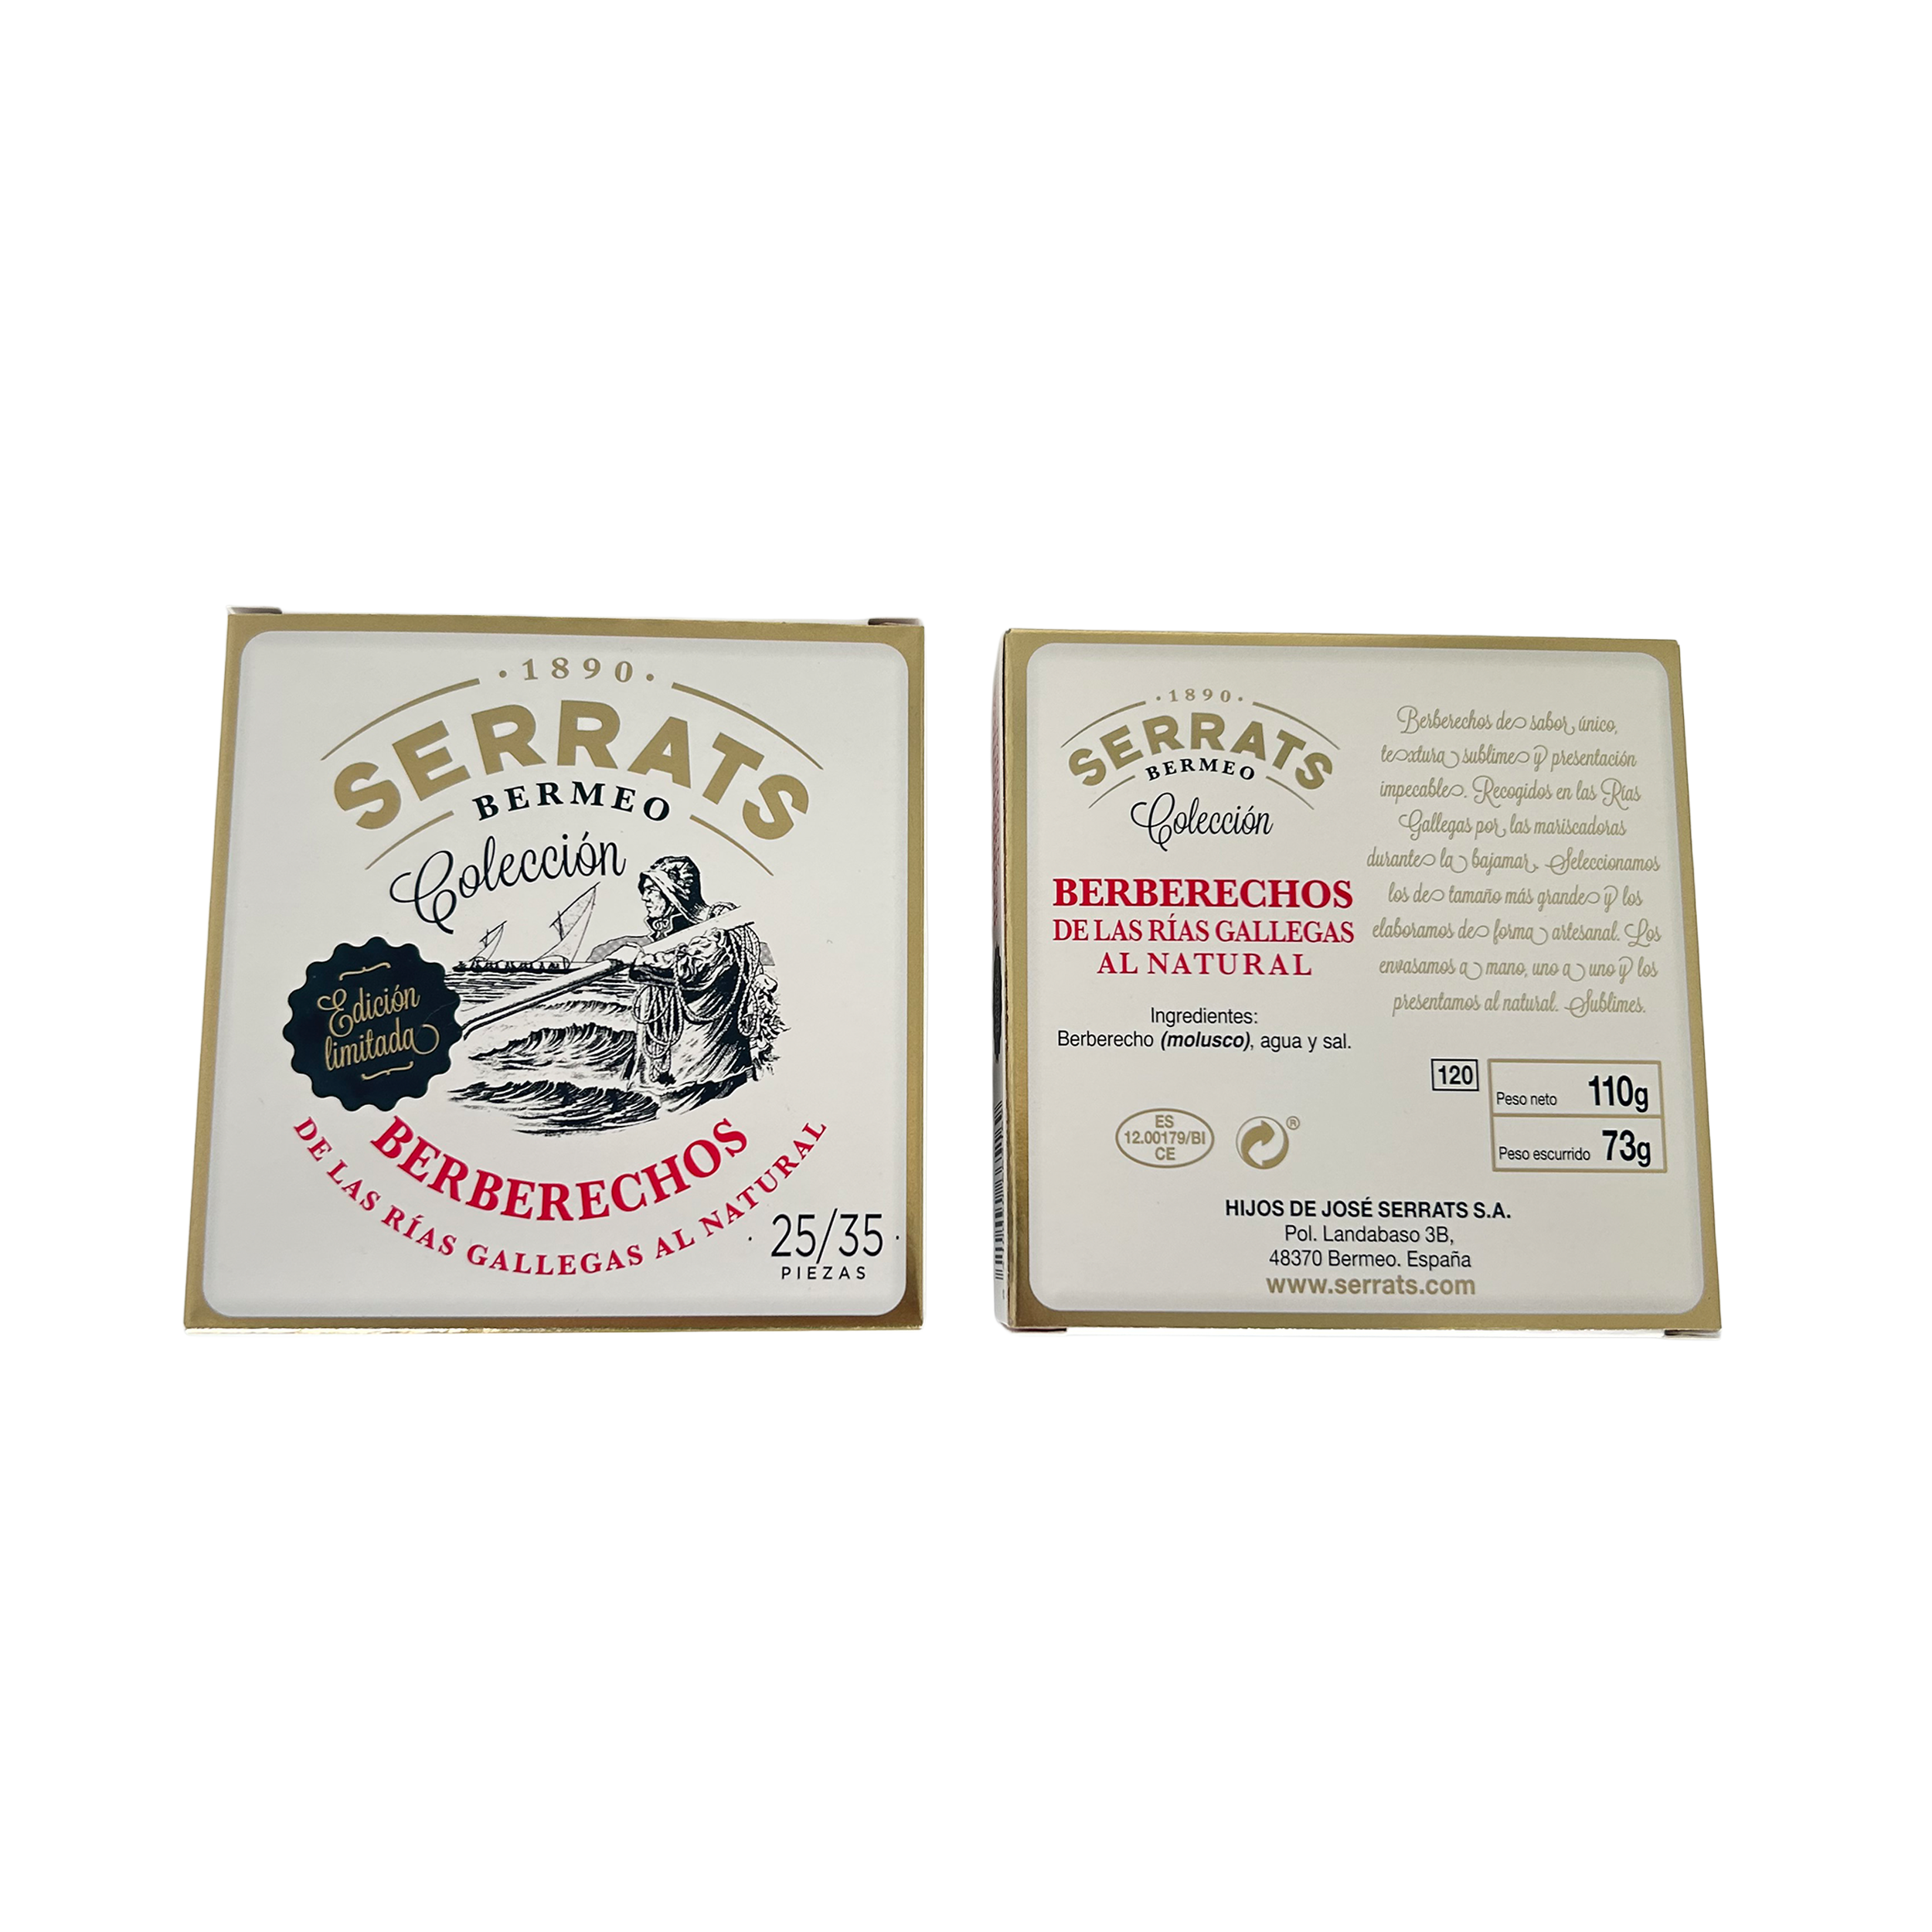 · 1890 ·
SERRATS
BERMEO
Colección
Edición
limitada
BERBERECHOS
DE LAS RÍAS GALLEGAS AL NATURAL
· 25/35 ·
PIEZAS
· 1890 ·
SERRATS
BERMEO
Colección
BERBERECHOS
DE LAS RÍAS GALLEGAS
AL NATURAL
Ingredientes:
Berberecho (molusco), agua y sal.
Berberechos de sabor único,
textura sublime y presentación
impecable. Recogidos en las Rías
Gallegas por las mariscadoras
durante la bajamar. Seleccionamos
los de tamaño más grande y los
elaboramos de forma artesanal. Los
envasamos a mano, uno a uno y los
presentamos al natural. Sublimes.
120
Peso neto 110g
Peso escurrido 73g
ES
12.00179/BI
CE
®
HIJOS DE JOSÉ SERRATS S.A.
Pol. Landabaso 3B,
48370 Bermeo. España
www.serrats.com